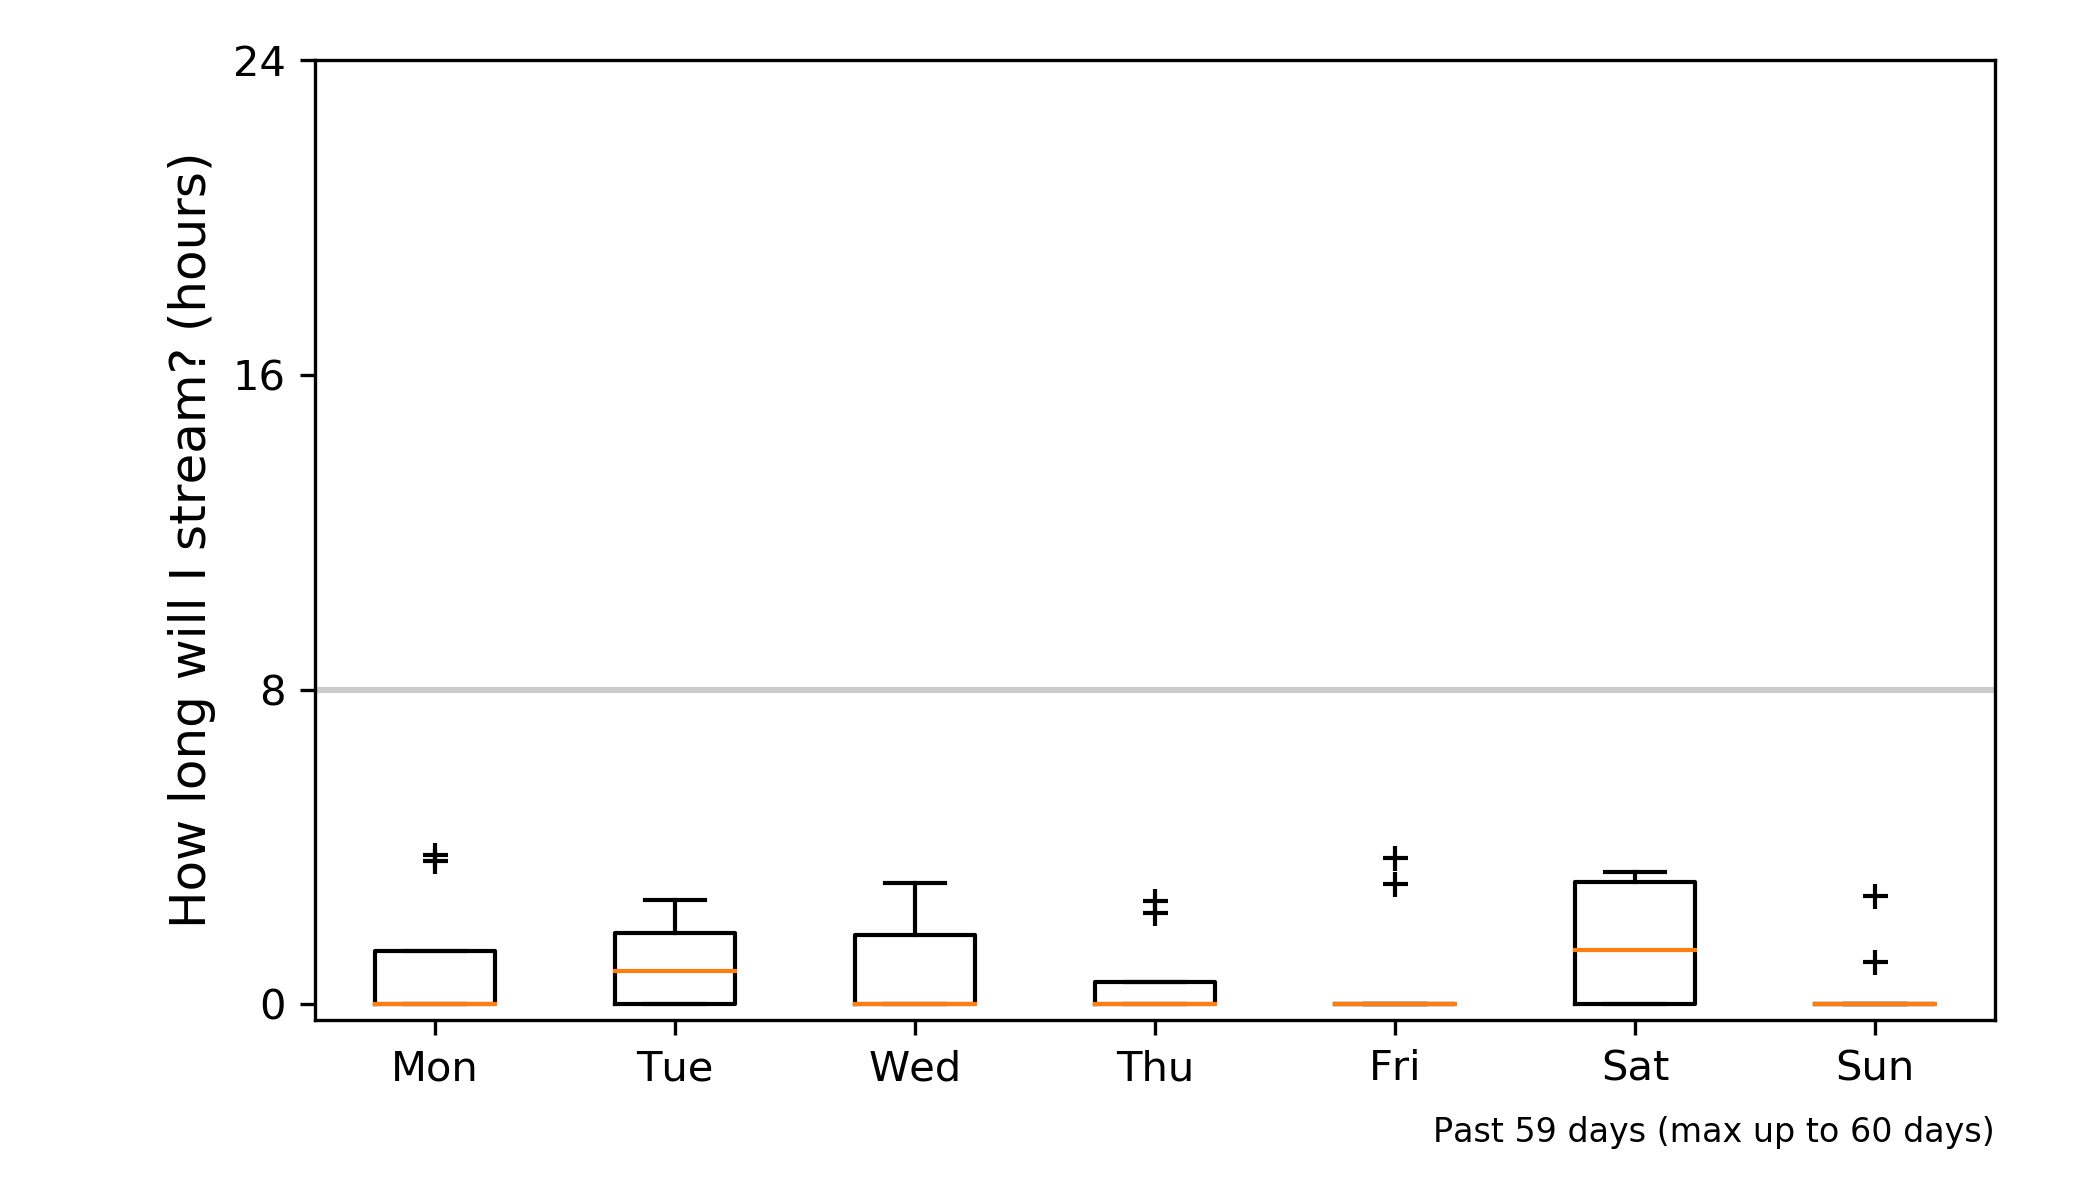 How long will I stream? (hours)
24
16
8
0
Mon Tue Wed Thu Fri Sat Sun
Past 59 days (max up to 60 days)